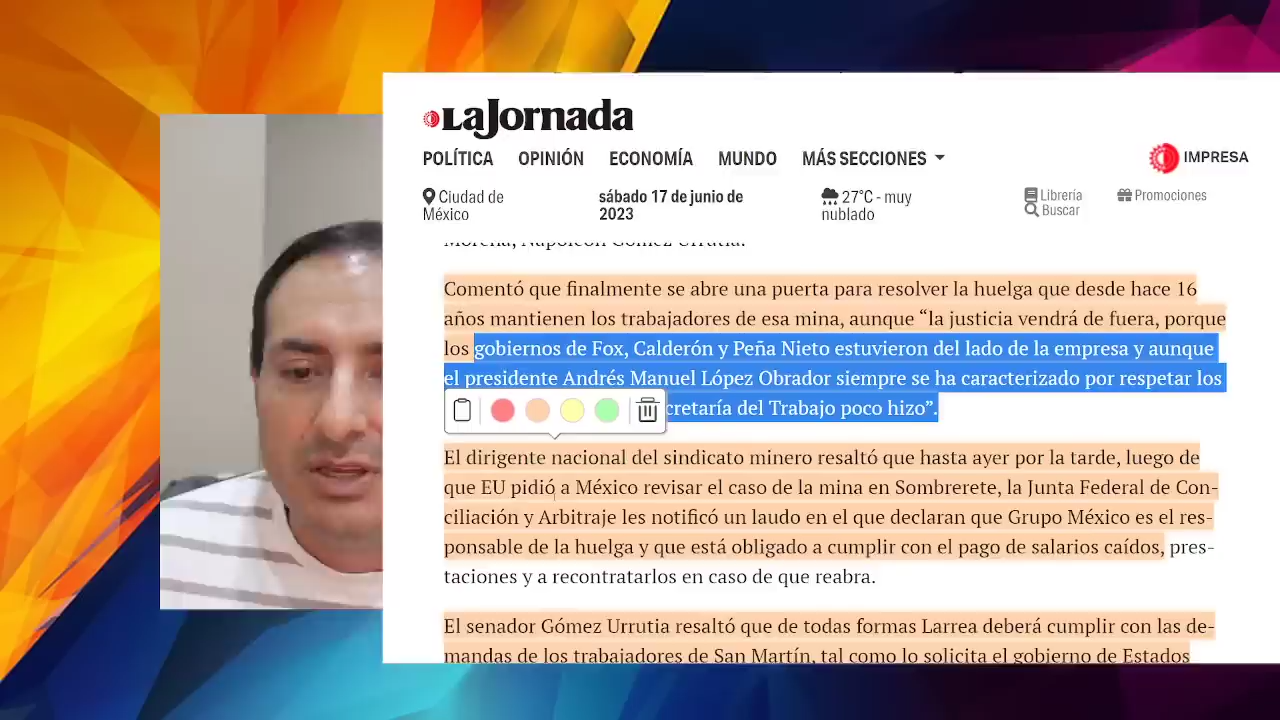 LaJornada
POLÍTICA OPINIÓN ECONOMÍA MUNDO MÁS SECCIONES
IMPRESA
Ciudad de México
sábado 17 de junio de 2023
27°C - muy nublado
Librería
Buscar
Promociones
Morena, Napoleón Gómez Urrutia.
Comentó que finalmente se abre una puerta para resolver la huelga que desde hace 16
años mantienen los trabajadores de esa mina, aunque “la justicia vendrá de fuera, porque
los gobiernos de Fox, Calderón y Peña Nieto estuvieron del lado de la empresa y aunque
el presidente Andrés Manuel López Obrador siempre se ha caracterizado por respetar los
cretaría del Trabajo poco hizo”.
El dirigente nacional del sindicato minero resaltó que hasta ayer por la tarde, luego de
que EU pidió a México revisar el caso de la mina en Sombrerete, la Junta Federal de Con-
ciliación y Arbitraje les notificó un laudo en el que declaran que Grupo México es el res-
ponsable de la huelga y que está obligado a cumplir con el pago de salarios caídos, pres-
taciones y a recontratarlos en caso de que reabra.
El senador Gómez Urrutia resaltó que de todas formas Larrea deberá cumplir con las de-
mandas de los trabajadores de San Martín, tal como lo solicita el gobierno de Estados